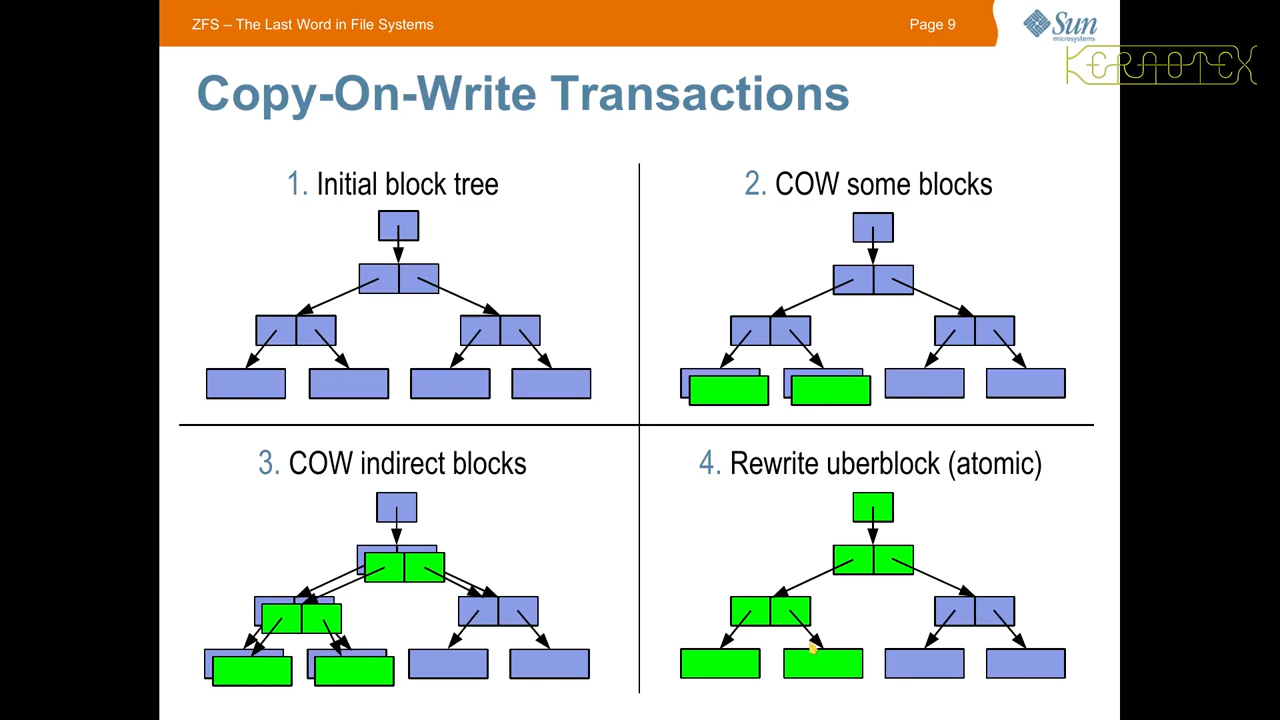 ZFS – The Last Word in File Systems
Page 9
Sun
microsystems
KERNOTEX
Copy-On-Write Transactions
1. Initial block tree
2. COW some blocks
3. COW indirect blocks
4. Rewrite uberblock (atomic)